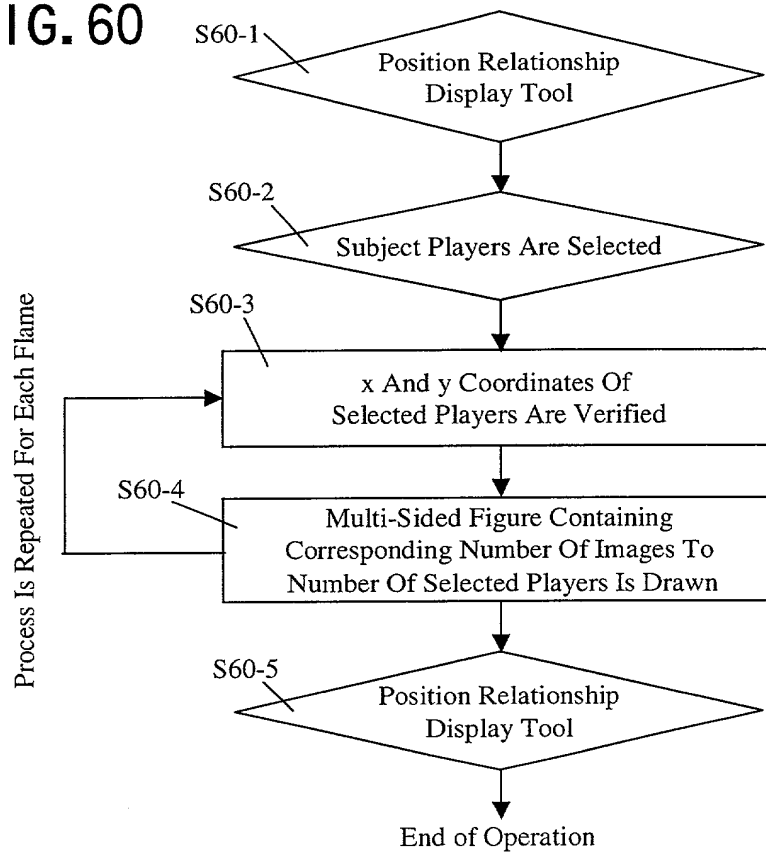 IG. 60
S60-1
Position Relationship
Display Tool
S60-2
Subject Players Are Selected
S60-3
x And y Coordinates Of
Selected Players Are Verified
Process Is Repeated For Each Flame
S60-4
Multi-Sided Figure Containing
Corresponding Number Of Images To
Number Of Selected Players Is Drawn
S60-5
Position Relationship
Display Tool
End of Operation